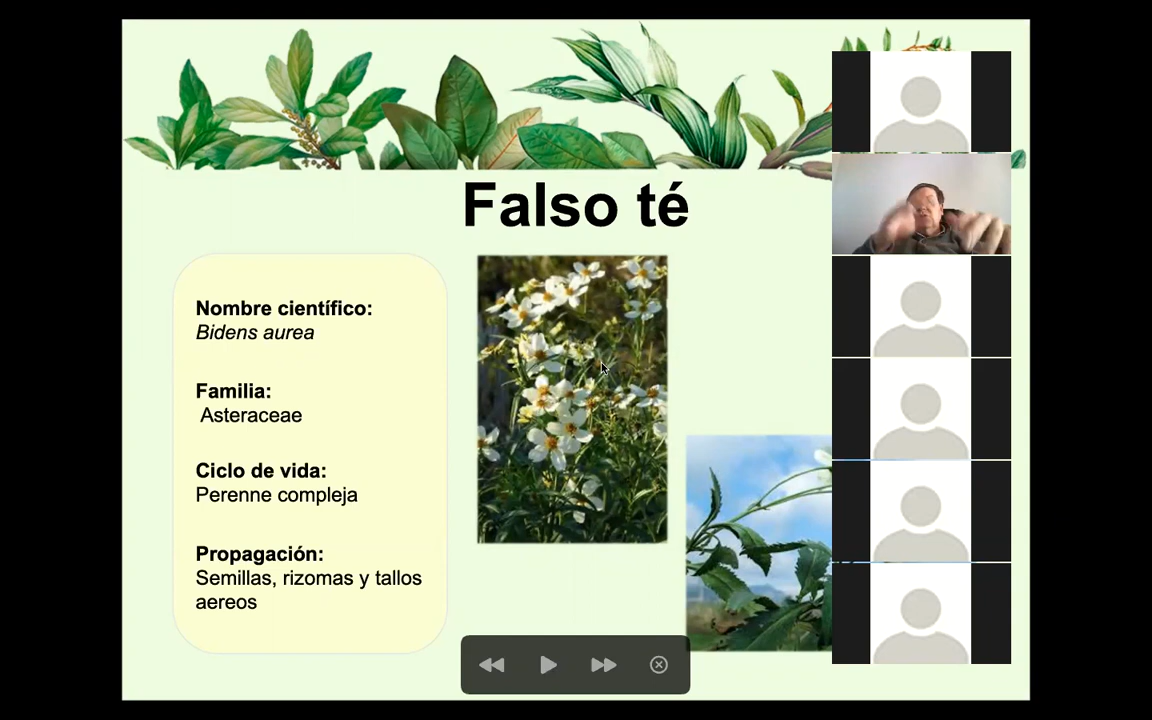 Falso té
Nombre científico:
Bidens aurea
Familia:
Asteraceae
Ciclo de vida:
Perenne compleja
Propagación:
Semillas, rizomas y tallos
aereos